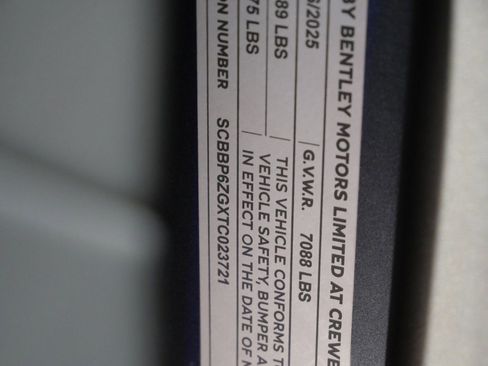 BY BENTLEY MOTORS LIMITED AT CREWE
/2025 G.V.W.R. 7088 LBS
89 LBS THIS VEHICLE CONFORMS T
75 LBS VEHICLE SAFETY, BUMPER A
IN EFFECT ON THE DATE OF M
ON NUMBER SCBBP6ZGXTC023721